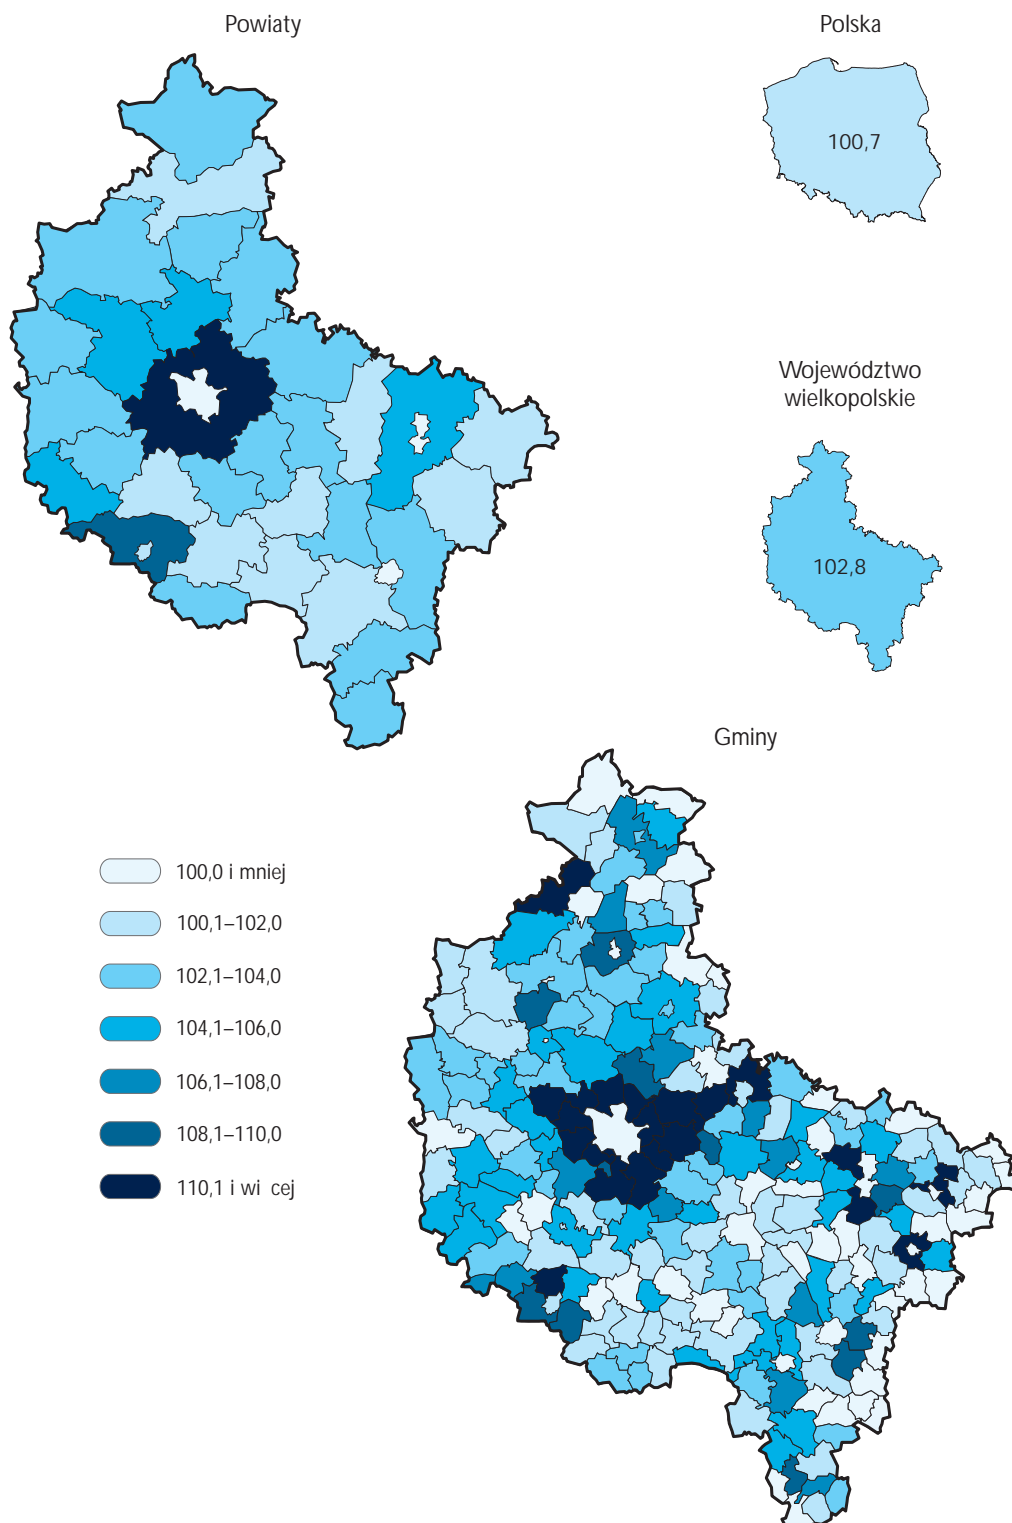 Powiaty
Polska
100,7
Województwo
wielkopolskie
102,8
Gminy
100,0 i mniej
100,1–102,0
102,1–104,0
104,1–106,0
106,1–108,0
108,1–110,0
110,1 i wi cej